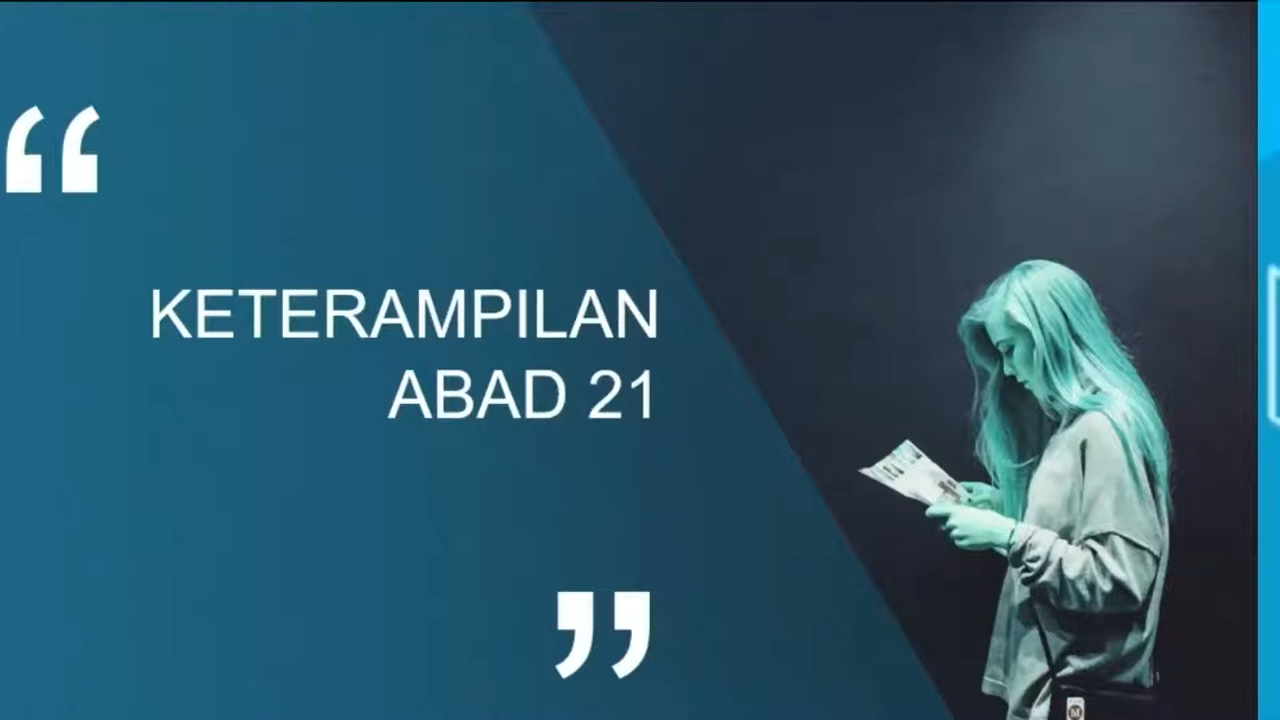 “
KETERAMPILAN
ABAD 21
”